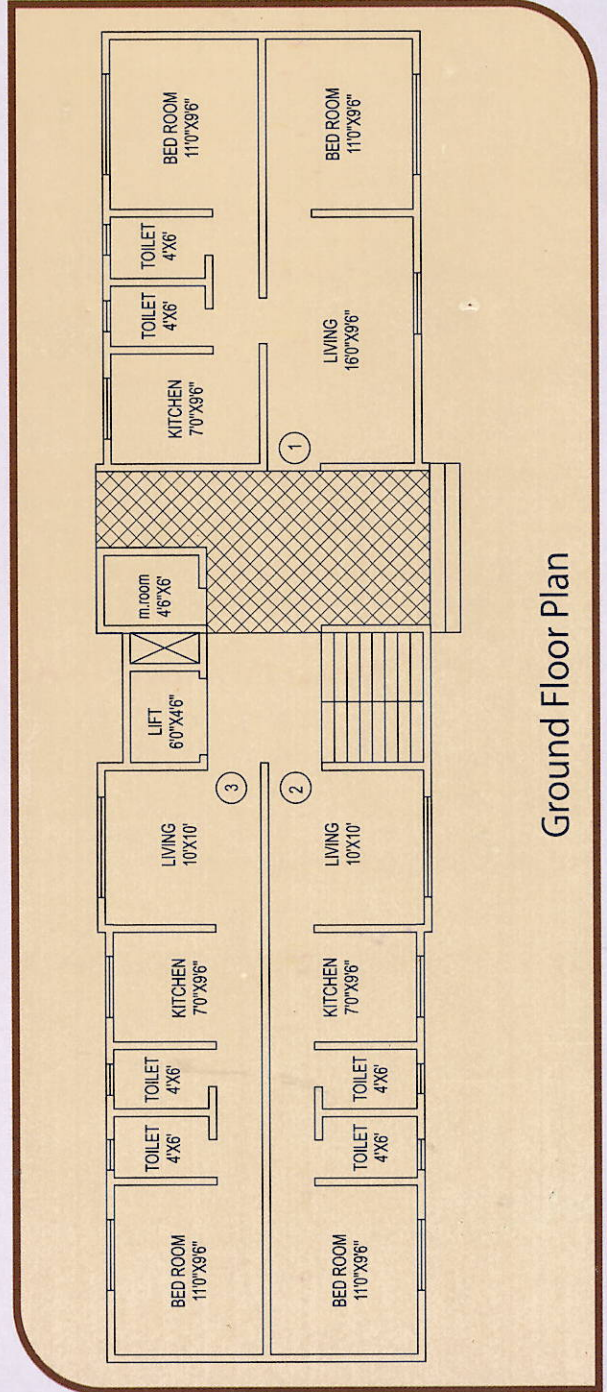 BED ROOM
11'0"X9'6"
TOILET
4'X6'
TOILET
4'X6'
KITCHEN
7'0"X9'6"
LIVING
10'X10'
LIFT
6'0"X4'6"
m.room
4'6"X6'
KITCHEN
7'0"X9'6"
TOILET
4'X6'
TOILET
4'X6'
BED ROOM
11'0"X9'6"
3
2
1
BED ROOM
11'0"X9'6"
TOILET
4'X6'
TOILET
4'X6'
KITCHEN
7'0"X9'6"
LIVING
10'X10'
LIVING
16'0"X9'6"
BED ROOM
11'0"X9'6"
Ground Floor Plan